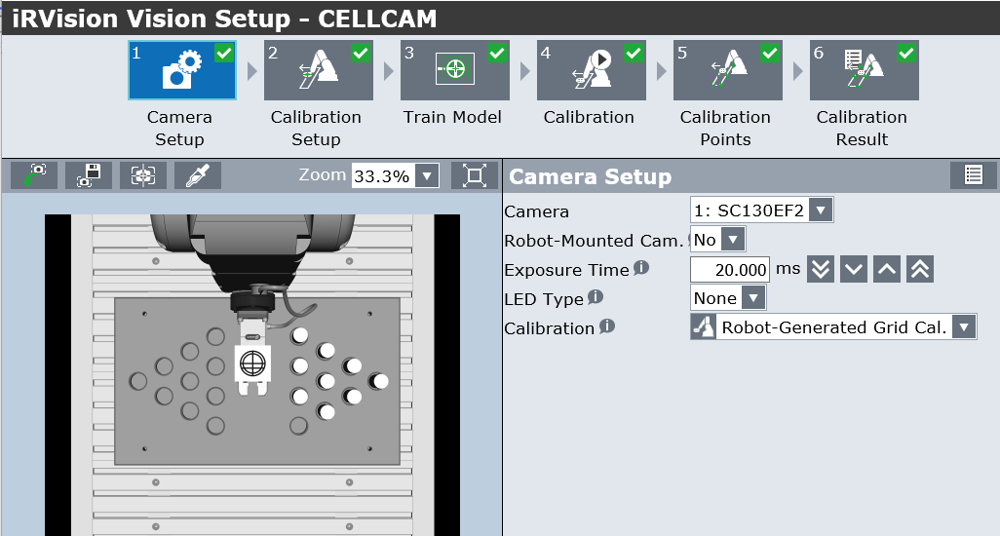 iRVision Vision Setup - CELLCAM
1 2 3 4 5 6
Camera Setup
Calibration Setup
Train Model
Calibration
Calibration Points
Calibration Result
Zoom 33.3%
Camera Setup
Camera 1: SC130EF2
Robot-Mounted Cam. No
Exposure Time 20.000 ms
LED Type None
Calibration Robot-Generated Grid Cal.